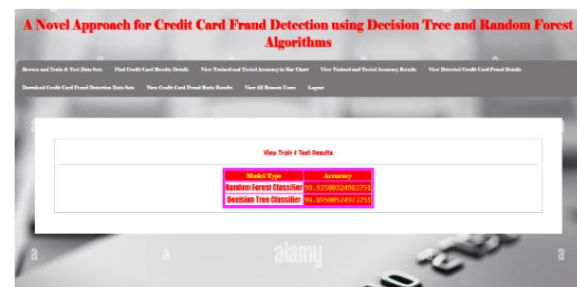 A Novel Approach for Credit Card Fraud Detection using Decision Tree and Random Forest
Algorithms
Browse and Train & Test Data Sets Find Credit Card Results Details View Trained and Tested Accuracy in Bar Chart View Trained and Tested Accuracy Results View Detected Credit Card Fraud Details
Download Credit Card Fraud Detection Data Sets View Credit Card Fraud Ratio Results View All Remote Users Logout
View Train & Test Results
Model Type Accuracy
Random Forest Classifier 99.93500324983751
Decision Tree Classifier 99.89500524973751
a a alamy a